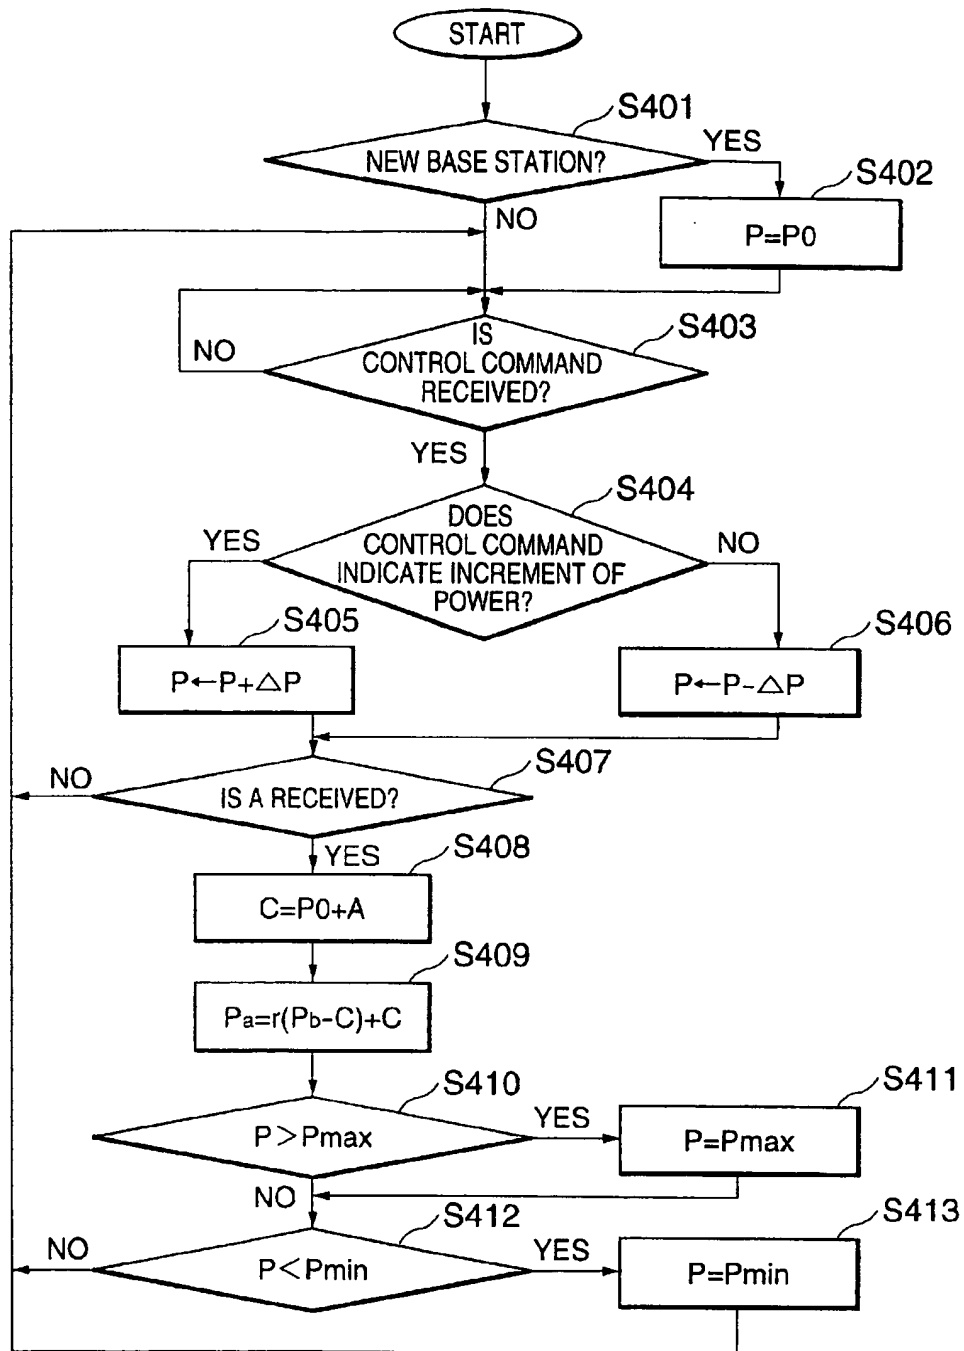 START
S401
NEW BASE STATION?
YES
S402
P=P0
NO
S403
IS
CONTROL COMMAND
RECEIVED?
NO
YES
S404
DOES
CONTROL COMMAND
INDICATE INCREMENT OF
POWER?
YES
NO
S405
P←P+△P
S406
P←P-△P
S407
IS A RECEIVED?
NO
YES
S408
C=P0+A
S409
Pa=r(Pb-C)+C
S410
P>Pmax
YES
S411
P=Pmax
NO
S412
P<Pmin
NO
YES
S413
P=Pmin